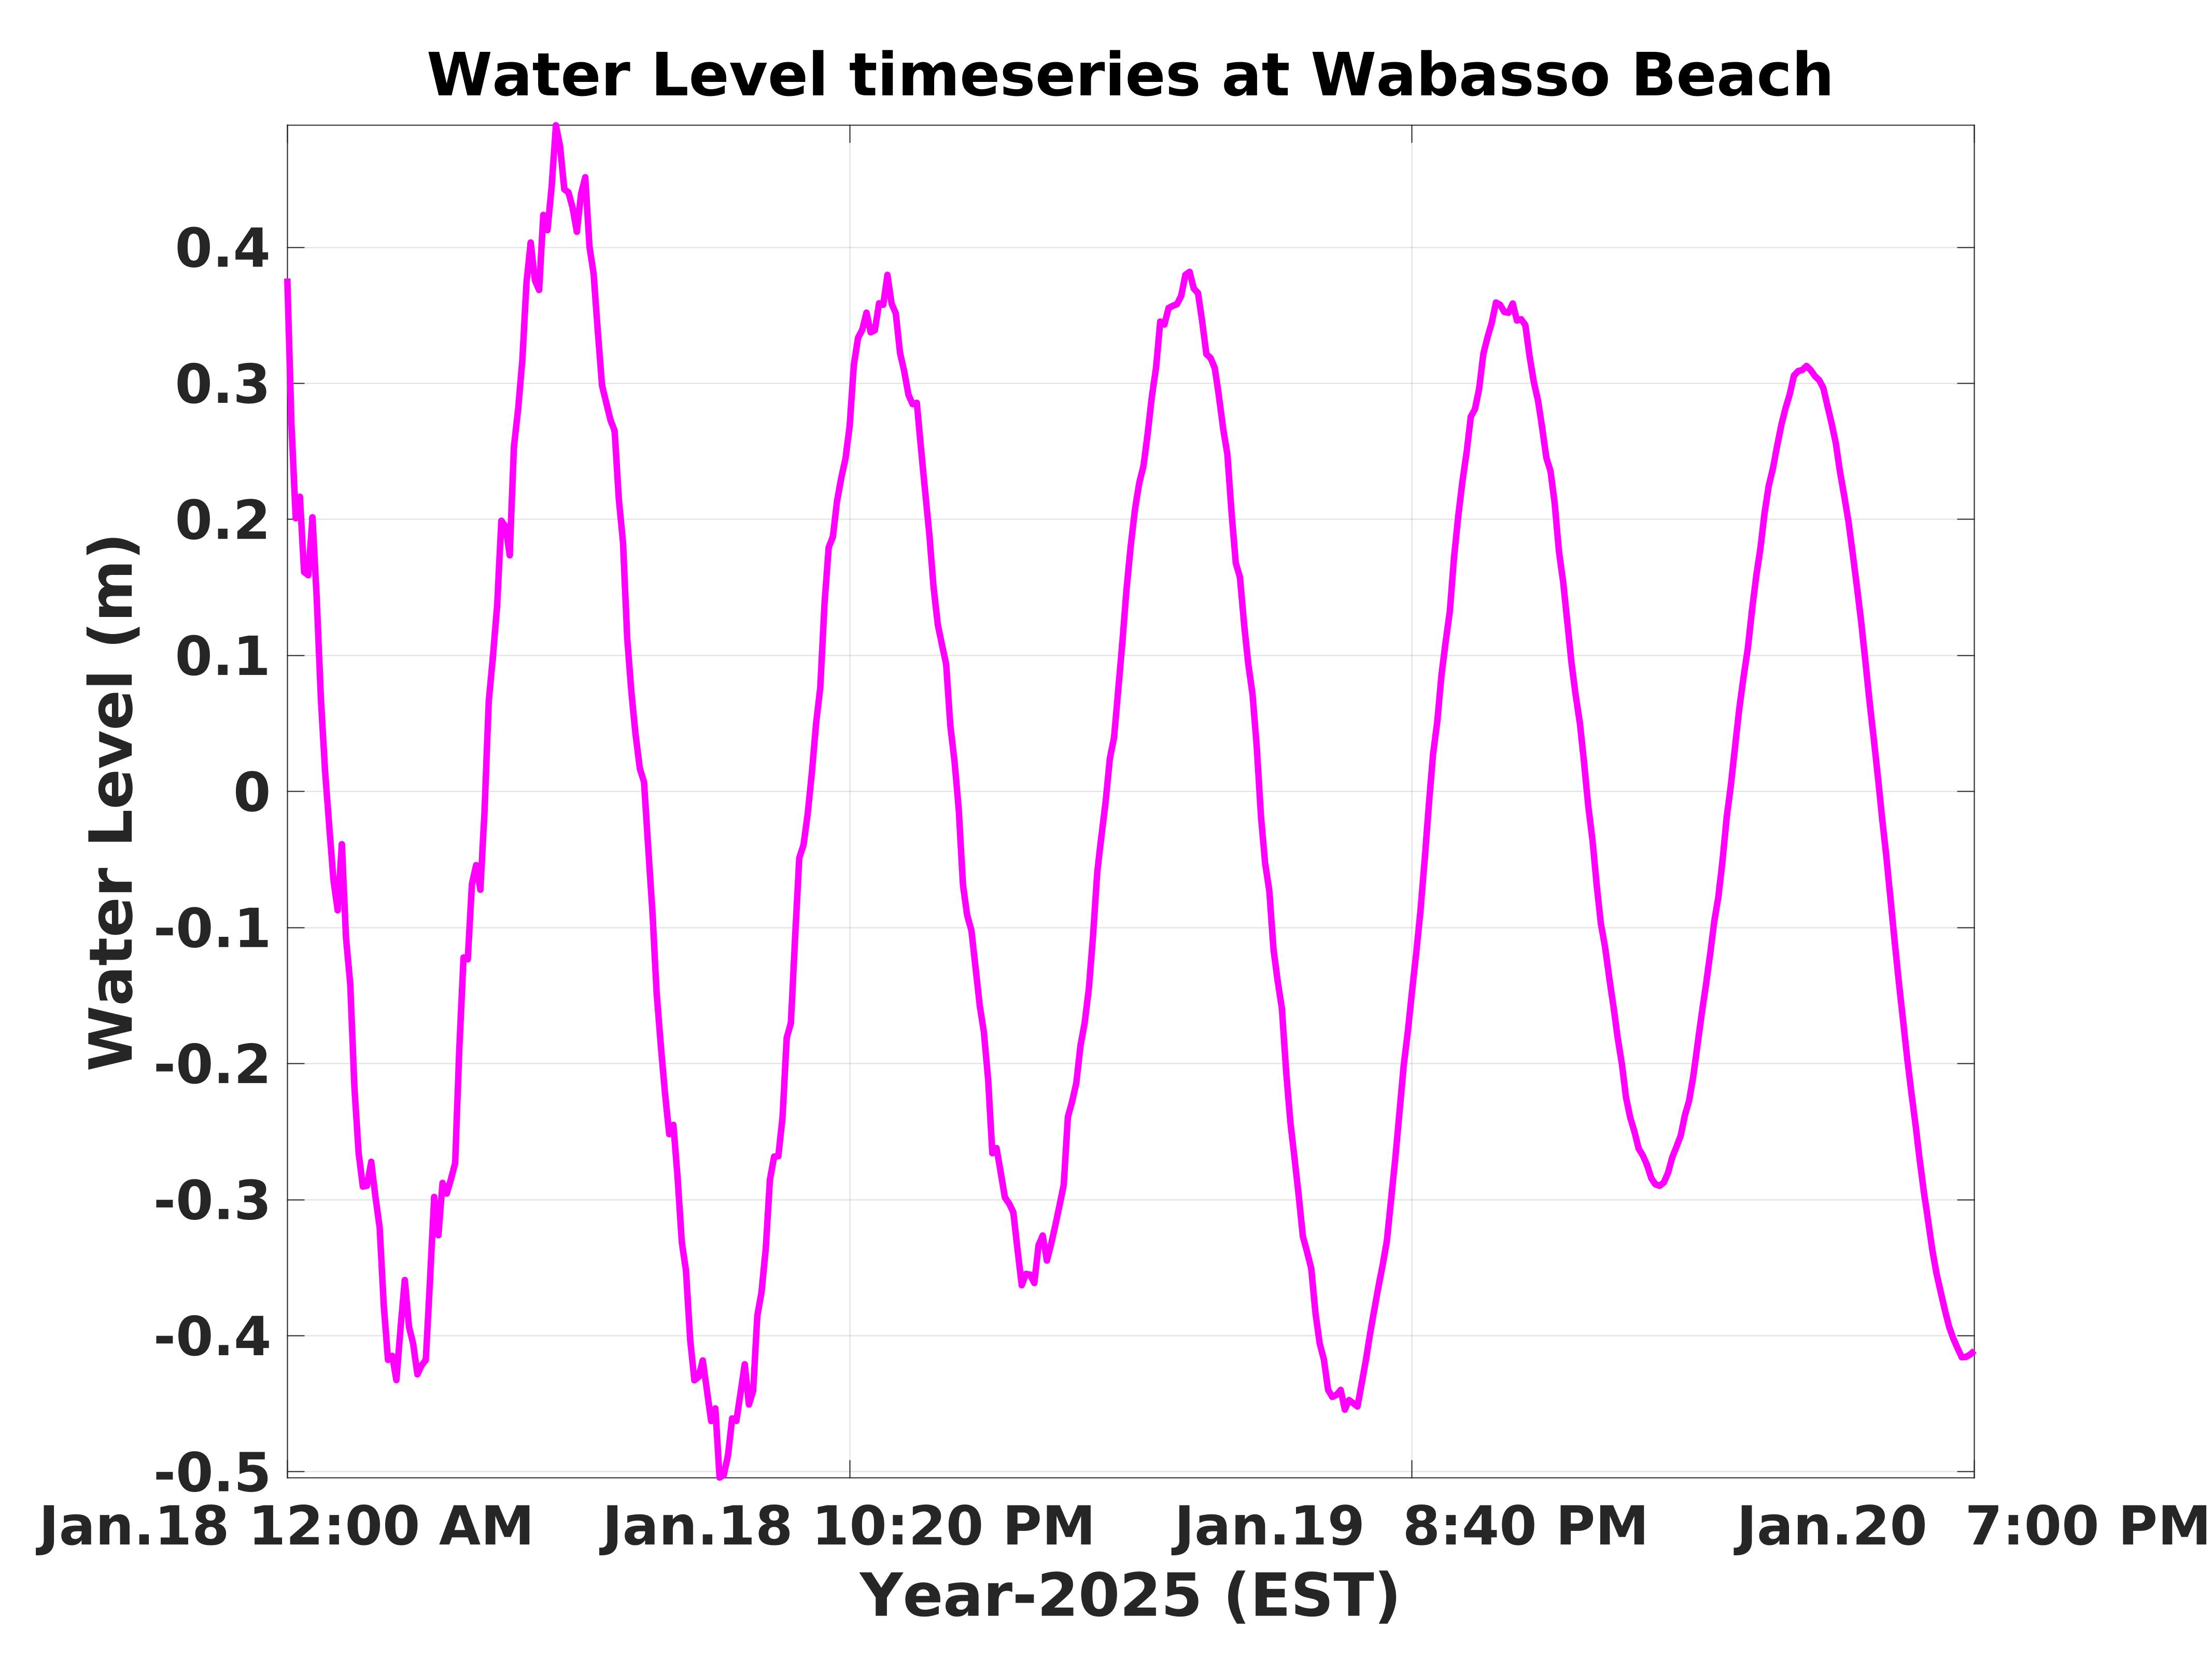 Water Level timeseries at Wabasso Beach
Water Level (m)
0.4
0.3
0.2
0.1
0
-0.1
-0.2
-0.3
-0.4
-0.5
Jan.18 12:00 AM Jan.18 10:20 PM Jan.19 8:40 PM Jan.20 7:00 PM
Year-2025 (EST)